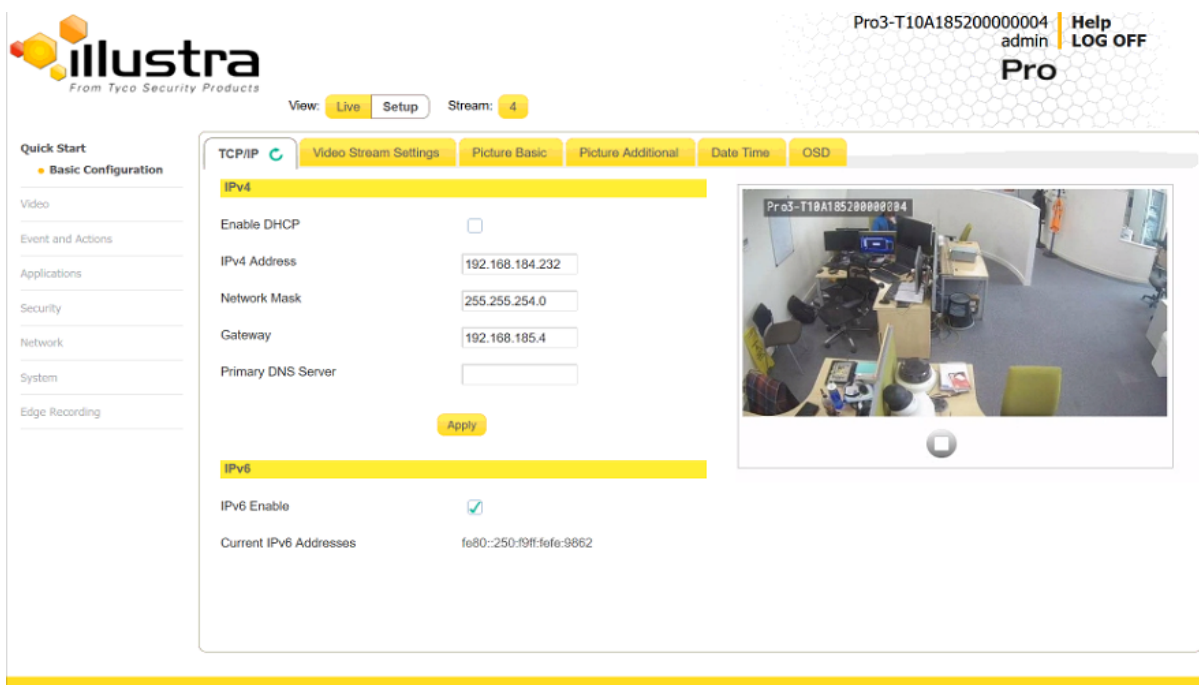 Pro3-T10A185200000004 Help
admin LOG OFF
illustra
Pro
From Tyco Security Products
View: Live Setup Stream: 4
Quick Start
Basic Configuration
Video
Event and Actions
Applications
Security
Network
System
Edge Recording
TCP/IP Video Stream Settings Picture Basic Picture Additional Date Time OSD
IPv4
Enable DHCP
IPv4 Address 192.168.184.232
Network Mask 255.255.254.0
Gateway 192.168.185.4
Primary DNS Server
Apply
IPv6
IPv6 Enable
Current IPv6 Addresses fe80::250:f9ff:fefe:9862
Pro3-T10A185200000004